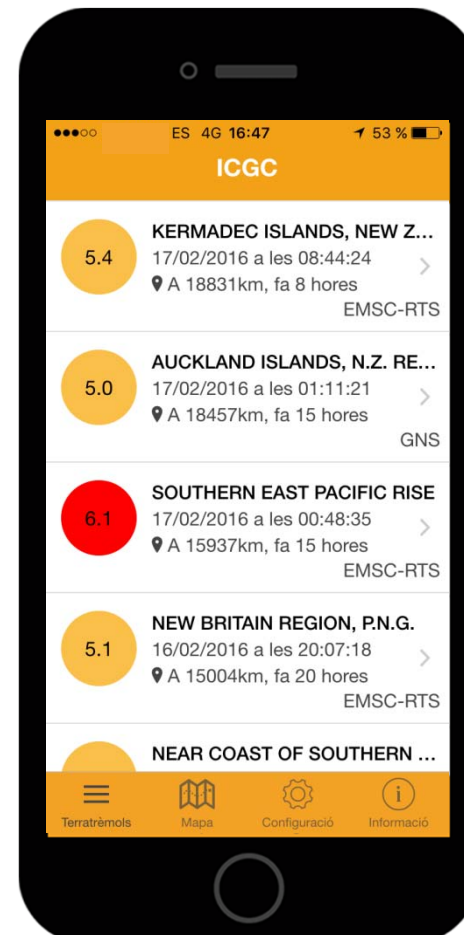 ES 4G 16:47 53 %
ICGC
5.4
KERMADEC ISLANDS, NEW Z...
17/02/2016 a les 08:44:24
A 18831km, fa 8 hores
EMSC-RTS
5.0
AUCKLAND ISLANDS, N.Z. RE...
17/02/2016 a les 01:11:21
A 18457km, fa 15 hores
GNS
6.1
SOUTHERN EAST PACIFIC RISE
17/02/2016 a les 00:48:35
A 15937km, fa 15 hores
EMSC-RTS
5.1
NEW BRITAIN REGION, P.N.G.
16/02/2016 a les 20:07:18
A 15004km, fa 20 hores
EMSC-RTS
NEAR COAST OF SOUTHERN ...
Terratrèmols Mapa Configuració Informació